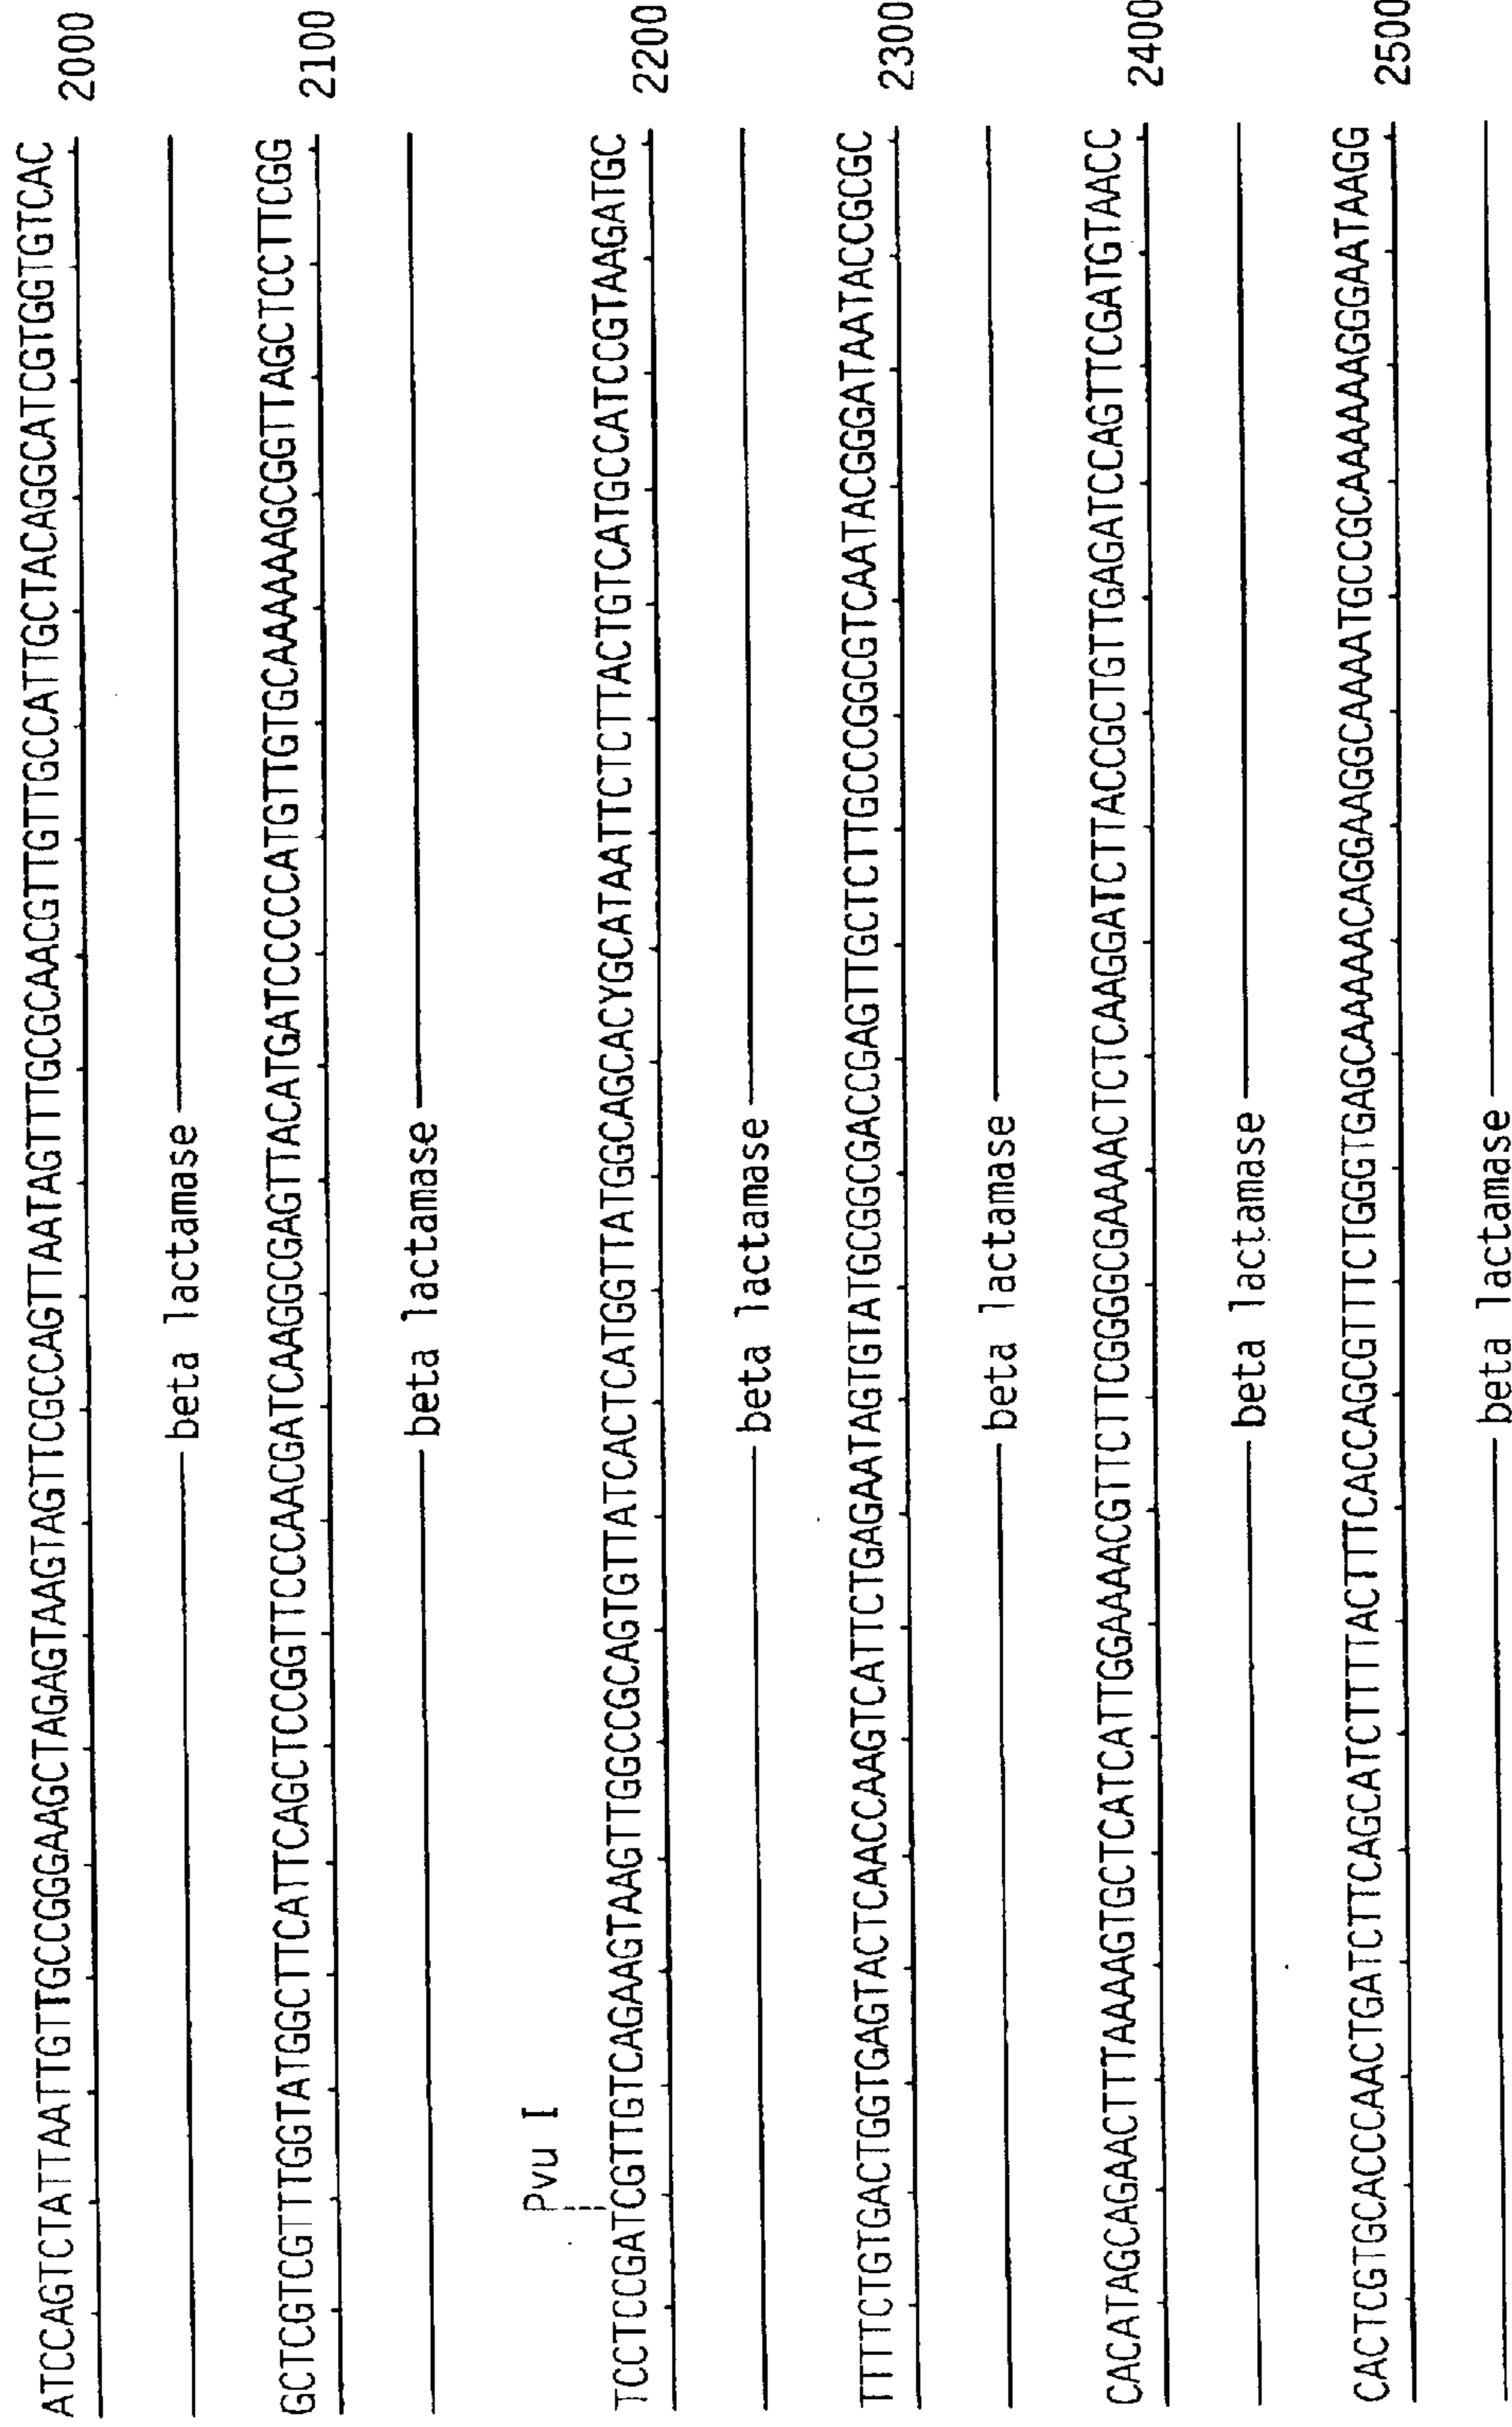 ATCCAGTCTATTAATTGTTGCCGGGAAGCTAGAGTAAGTAGTTCGCCAGTTAATAGTTTGCGCAACGTTGTTGCCATTGCTACAGGCATCGTGGTGTCAC 2000
beta lactamase
GCTCGTCGTTTGGTATGGCTTCATTCAGCTCCGGTTCCCAACGATCAAGGCGAGTTACATGATCCCCCATGTTGTGCAAAAAAGCGGTTAGCTCCTTCGG 2100
beta lactamase
Pvu I
TCCTCCGATCGTTGTCAGAAGTAAGTTGGCCGCAGTGTTATCACTCATGGTTATGGCAGCACYGCATAATTCTCTTACTGTCATGCCATCCGTAAGATGC 2200
beta lactamase
TTTTCTGTGACTGGTGAGTACTCAACCAAGTCATTCTGAGAATAGTGTATGCGGCGACCGAGTTGCTCTTGCCCGGCGTCAATACGGGATAATACCGCGC 2300
beta lactamase
CACATAGCAGAACTTTAAAAGTGCTCATCATTGGAAAACGTTCTTCGGGGCGAAAACTCTCAAGGATCTTACCGCTGTTGAGATCCAGTTCGATGTAACC 2400
beta lactamase
CACTCGTGCACCCAACTGATCTTCAGCATCTTTTACTTTCACCAGCGTTTCTGGGTGAGCAAAAACAGGAAGGCAAAATGCCGCAAAAAAGGGAATAAGG 2500
beta lactamase